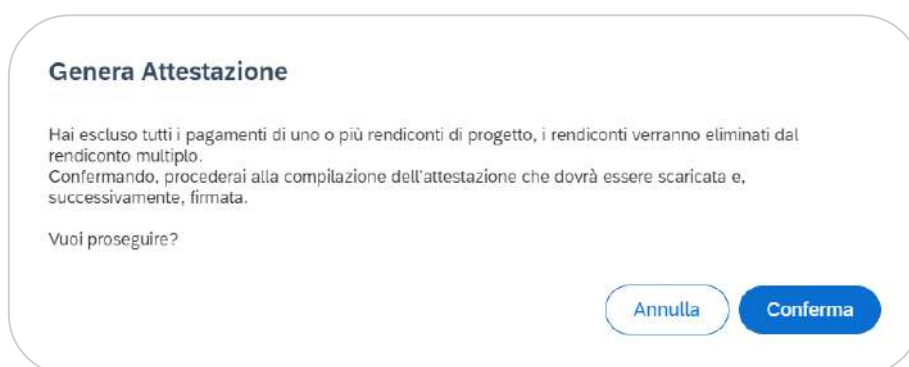 Genera Attestazione
Hai escluso tutti i pagamenti di uno o più rendiconti di progetto, i rendiconti verranno eliminati dal
rendiconto multiplo.
Confermando, procederai alla compilazione dell'attestazione che dovrà essere scaricata e,
successivamente, firmata.
Vuoi proseguire?
Annulla
Conferma